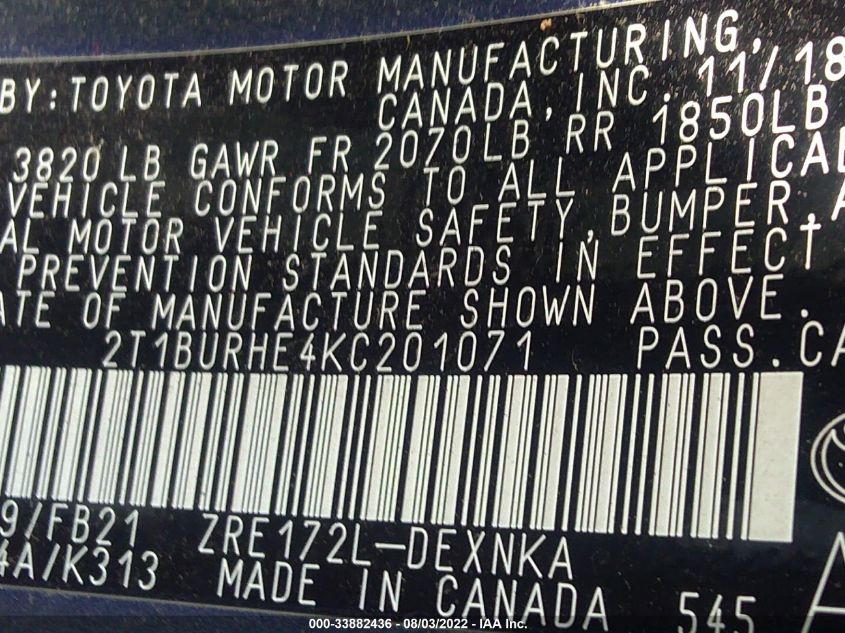 BY: TOYOTA MOTOR MANUFACTURING,
CANADA, INC. 11/18
3820 LB GAWR FR 2070LB RR 1850LB
VEHICLE CONFORMS TO ALL APPLICAB
AL MOTOR VEHICLE SAFETY, BUMPER, A
PREVENTION STANDARDS IN EFFECT
ATE OF MANUFACTURE SHOWN ABOVE.
2T1BURHE4KC201071 PASS.CA
9/FB21 ZRE172L-DEXNKA
4A/K313 MADE IN CANADA 545 A
000-33882436 - 08/03/2022 - IAA Inc.